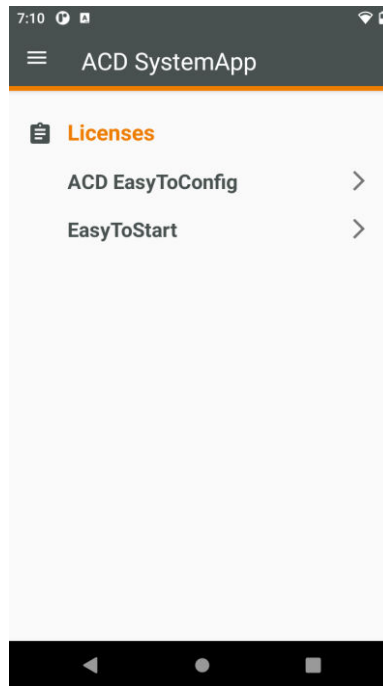 7:10
ACD SystemApp
Licenses
ACD EasyToConfig
EasyToStart